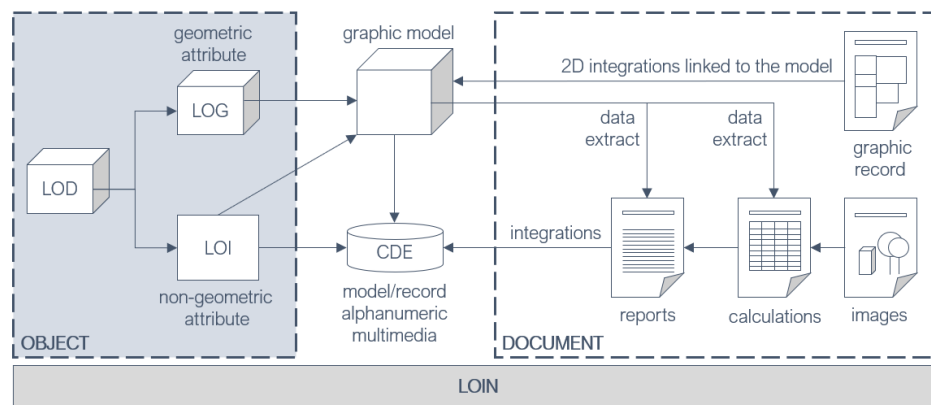 geometric
attribute
graphic model
2D integrations linked to the model
LOG
data
extract
data
extract
graphic
record
LOD
LOI
CDE
integrations
non-geometric
attribute
model/record
alphanumeric
multimedia
reports
calculations
images
OBJECT
DOCUMENT
LOIN